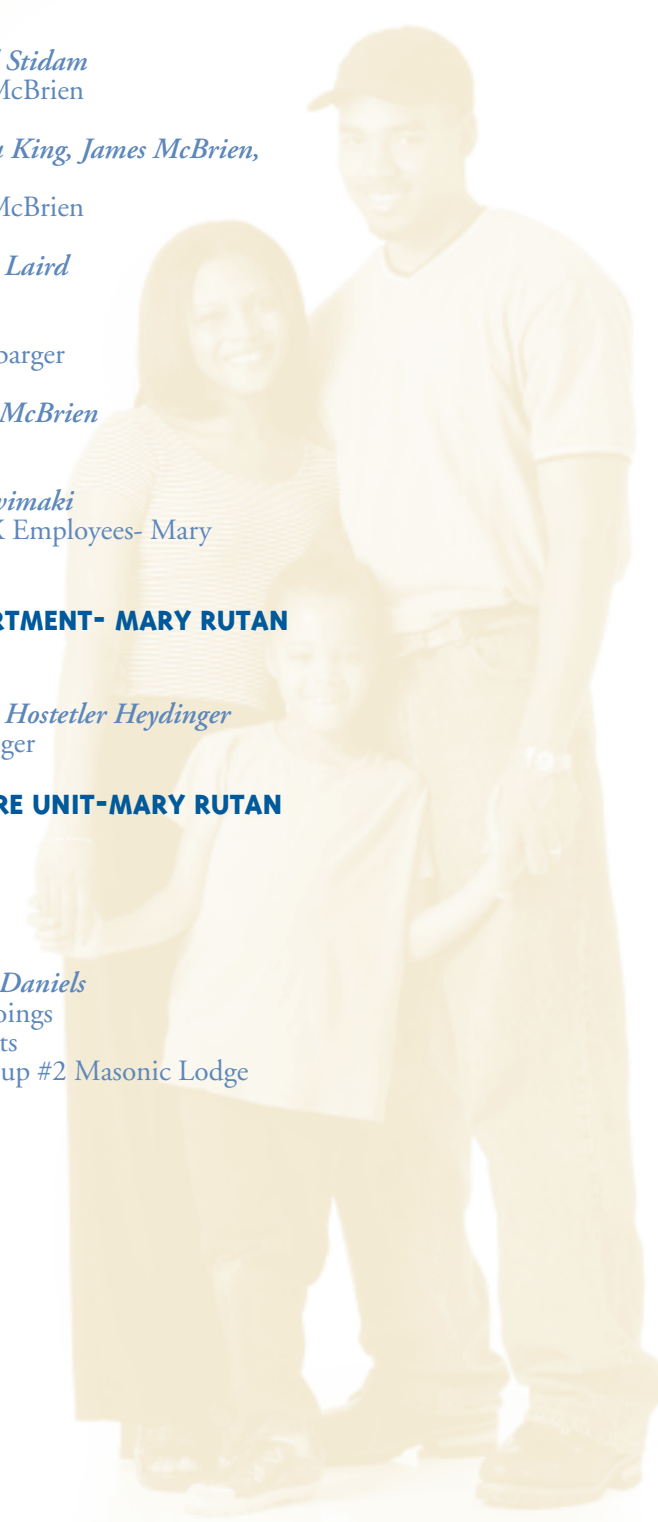 Stidam
McBrien
King, James McBrien,
McBrien
Laird
barger
McBrien
vimaki
K Employees- Mary
RTMENT- MARY RUTAN
Hostetler Heydinger
ger
RE UNIT-MARY RUTAN
Daniels
oings
ts
up #2 Masonic Lodge